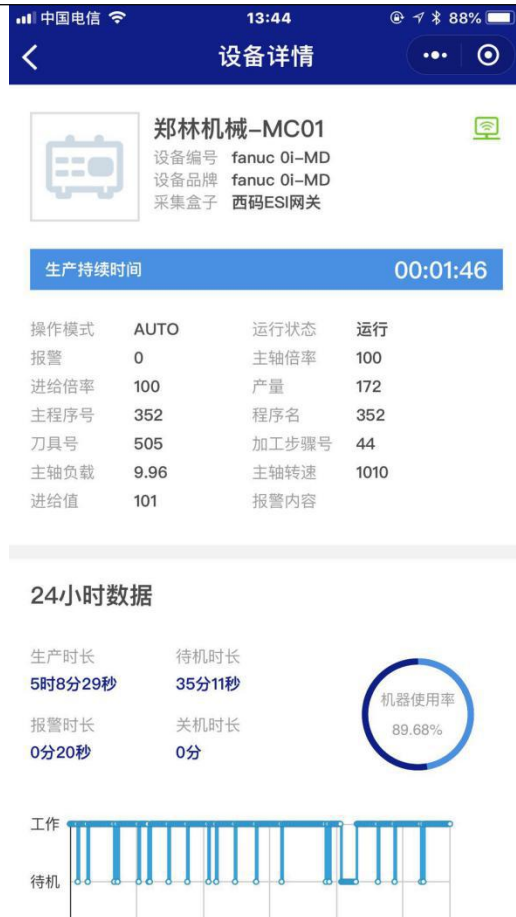 中国电信 13:44 88%
设备详情
郑林机械-MC01
设备编号 fanuc 0i-MD
设备品牌 fanuc 0i-MD
采集盒子 西码ESI网关
生产持续时间 00:01:46
操作模式 AUTO 运行状态 运行
报警 0 主轴倍率 100
进给倍率 100 产量 172
主程序号 352 程序名 352
刀具号 505 加工步骤号 44
主轴负载 9.96 主轴转速 1010
进给值 101 报警内容
24小时数据
生产时长 待机时长
5时8分29秒 35分11秒
机器使用率
89.68%
报警时长 关机时长
0分20秒 0分
工作
待机